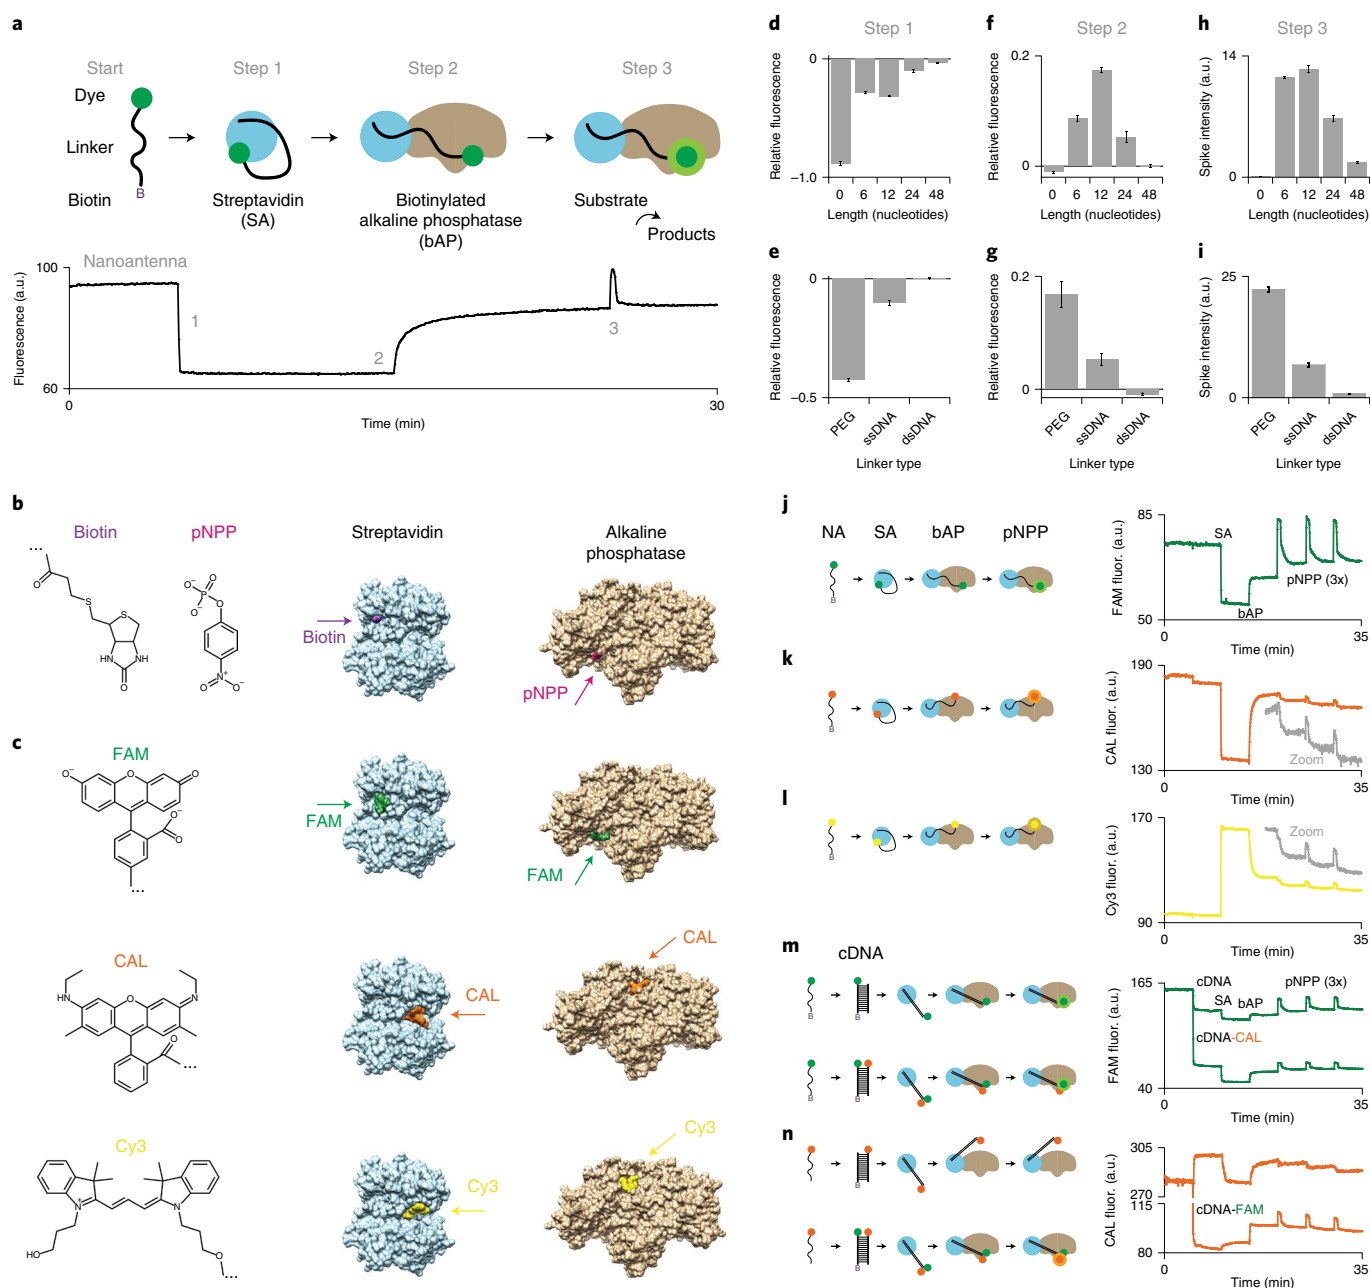 a
Start
Step 1
Step 2
Step 3
Dye
Linker
Biotin
B
Streptavidin
(SA)
Biotinylated
alkaline phosphatase
(bAP)
Substrate
Products
Fluorescence (a.u.)
100
60
Nanoantenna
1
2
3
0
30
Time (min)
d
Step 1
Relative fluorescence
0
–1.0
0 6 12 24 48
Length (nucleotides)
f
Step 2
Relative fluorescence
0.2
0
0 6 12 24 48
Length (nucleotides)
h
Step 3
Spike intensity (a.u.)
14
0
0 6 12 24 48
Length (nucleotides)
e
Relative fluorescence
0
–0.5
PEG
ssDNA
dsDNA
Linker type
g
Relative fluorescence
0.2
0
PEG
ssDNA
dsDNA
Linker type
i
Spike intensity (a.u.)
25
0
PEG
ssDNA
dsDNA
Linker type
b
Biotin
pNPP
Streptavidin
Alkaline
phosphatase
...
O
S
S
HN
NH
O
O
O⁻
P
O⁻
O
N⁺
O
O⁻
Biotin
pNPP
c
FAM
O⁻
O
O
O⁻
O
...
FAM
FAM
CAL
HN
O
N
O
...
CAL
CAL
Cy3
N⁺
N
HO
O
...
Cy3
Cy3
j
NA
SA
bAP
pNPP
B
FAM fluor. (a.u.)
85
50
SA
bAP
pNPP (3x)
0
35
Time (min)
k
B
CAL fluor. (a.u.)
190
130
Zoom
0
35
Time (min)
l
B
Cy3 fluor. (a.u.)
170
90
Zoom
0
35
Time (min)
m
cDNA
B
B
B
B
FAM fluor. (a.u.)
165
40
cDNA
SA
bAP
pNPP (3x)
cDNA-CAL
0
35
Time (min)
n
B
B
B
B
CAL fluor. (a.u.)
305
270
115
80
cDNA-FAM
0
35
Time (min)